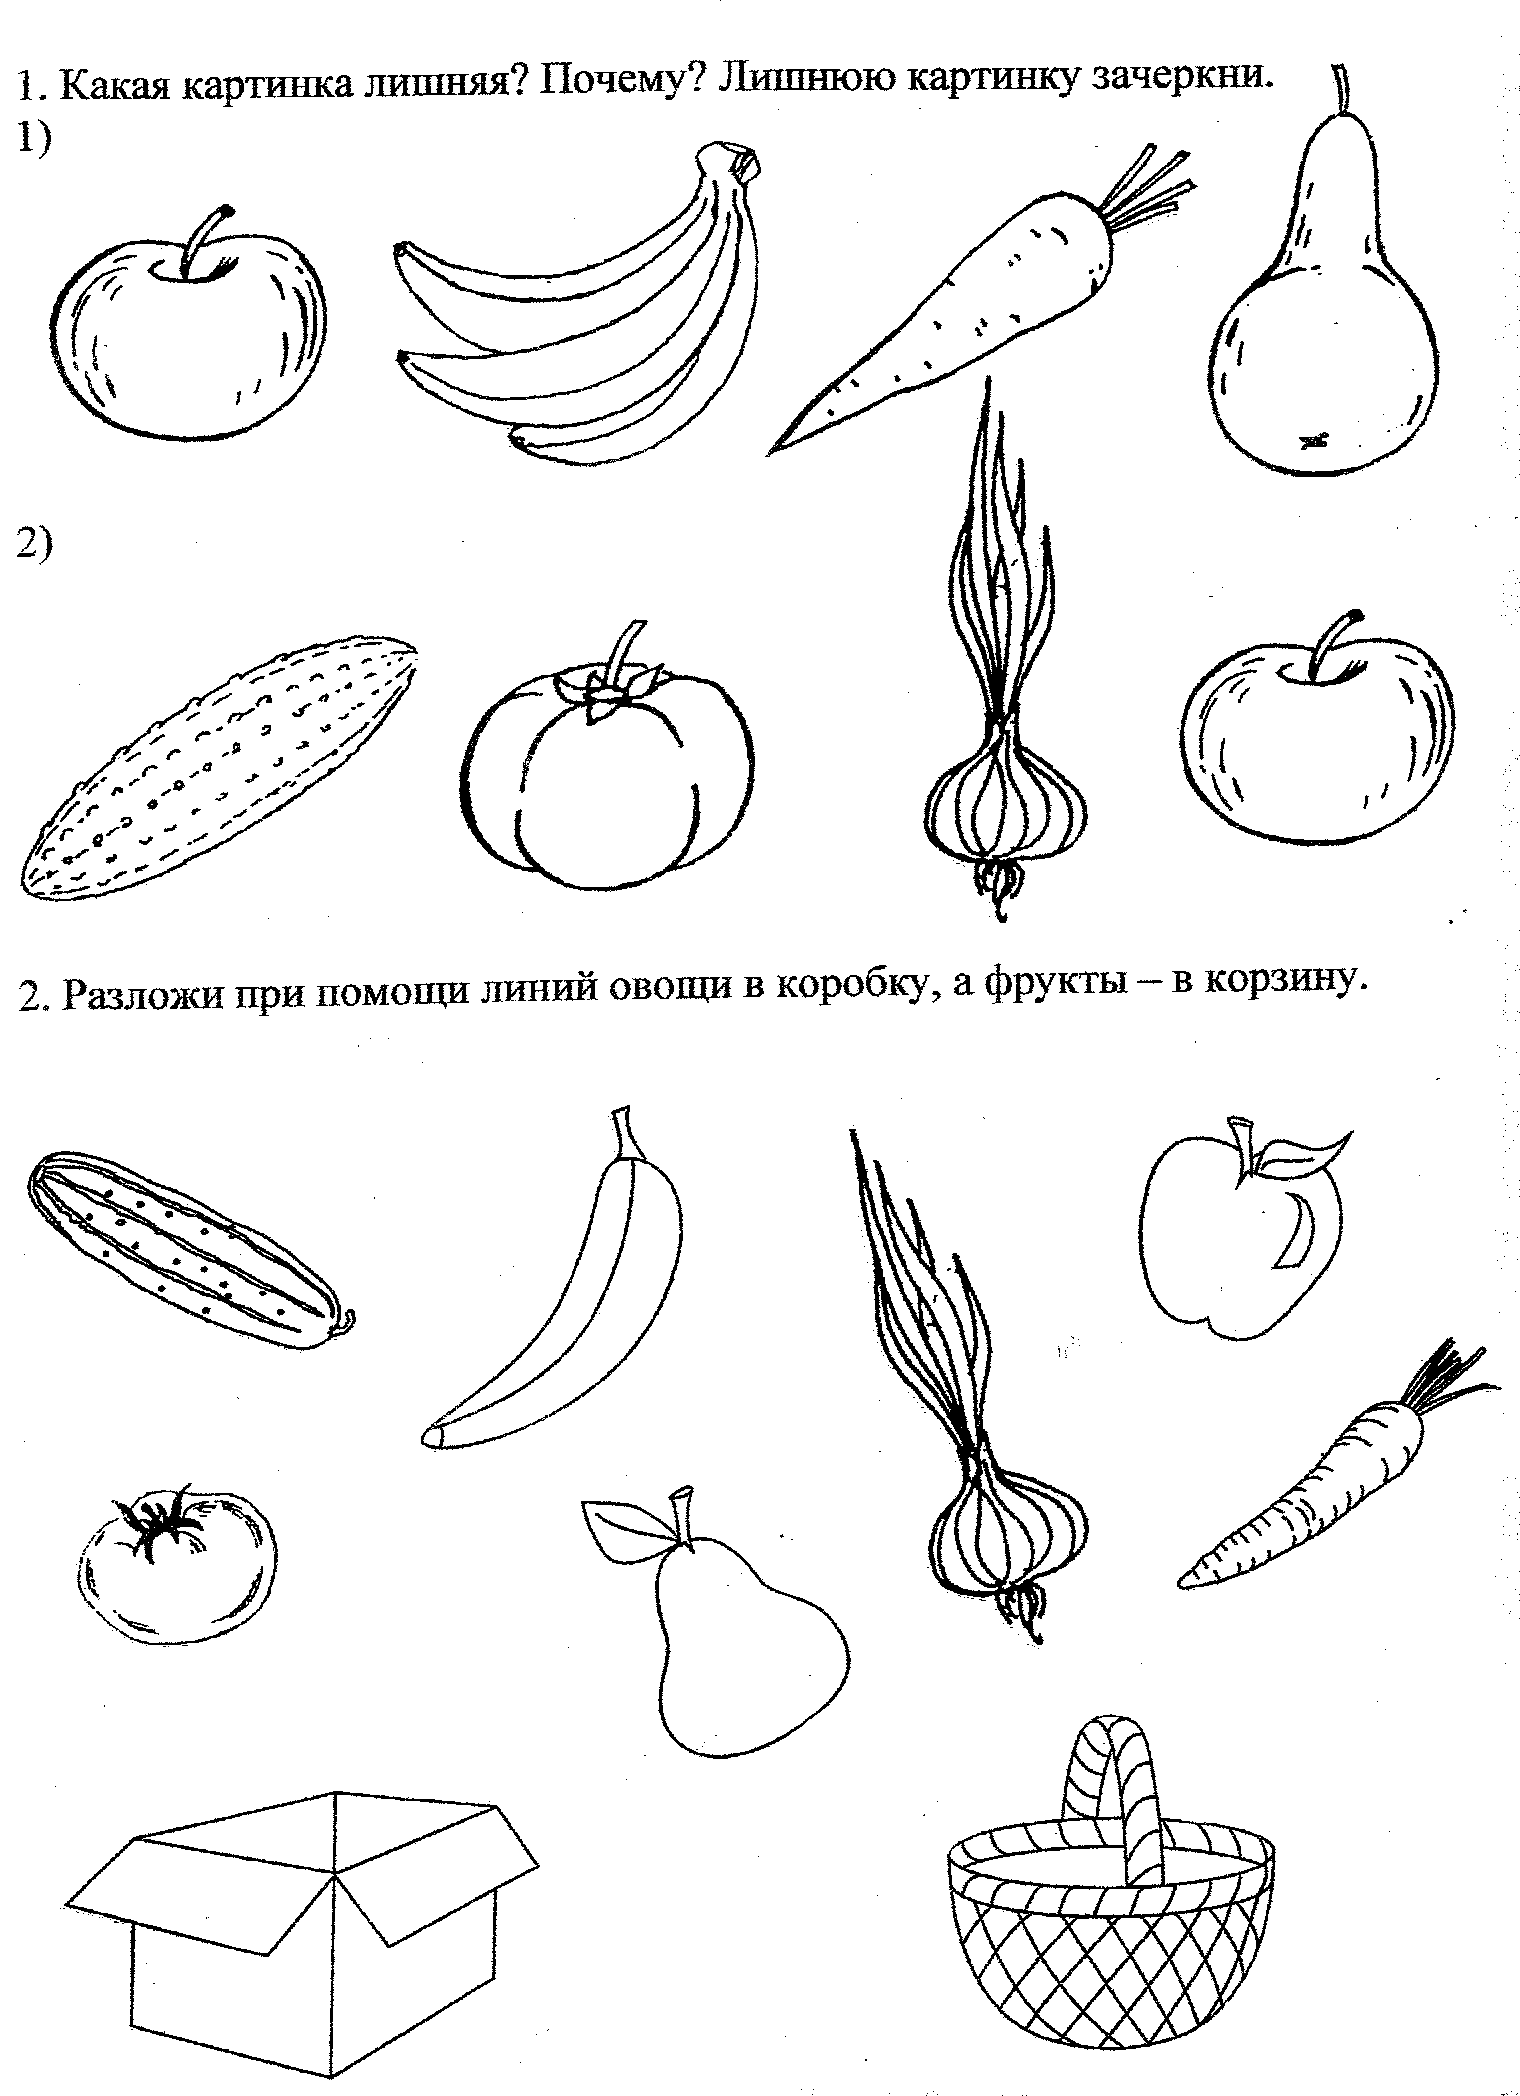 1. Какая картинка лишняя? Почему? Лишнюю картинку зачеркни.
1)
2)
2. Разложи при помощи линий овощи в коробку, а фрукты – в корзину.